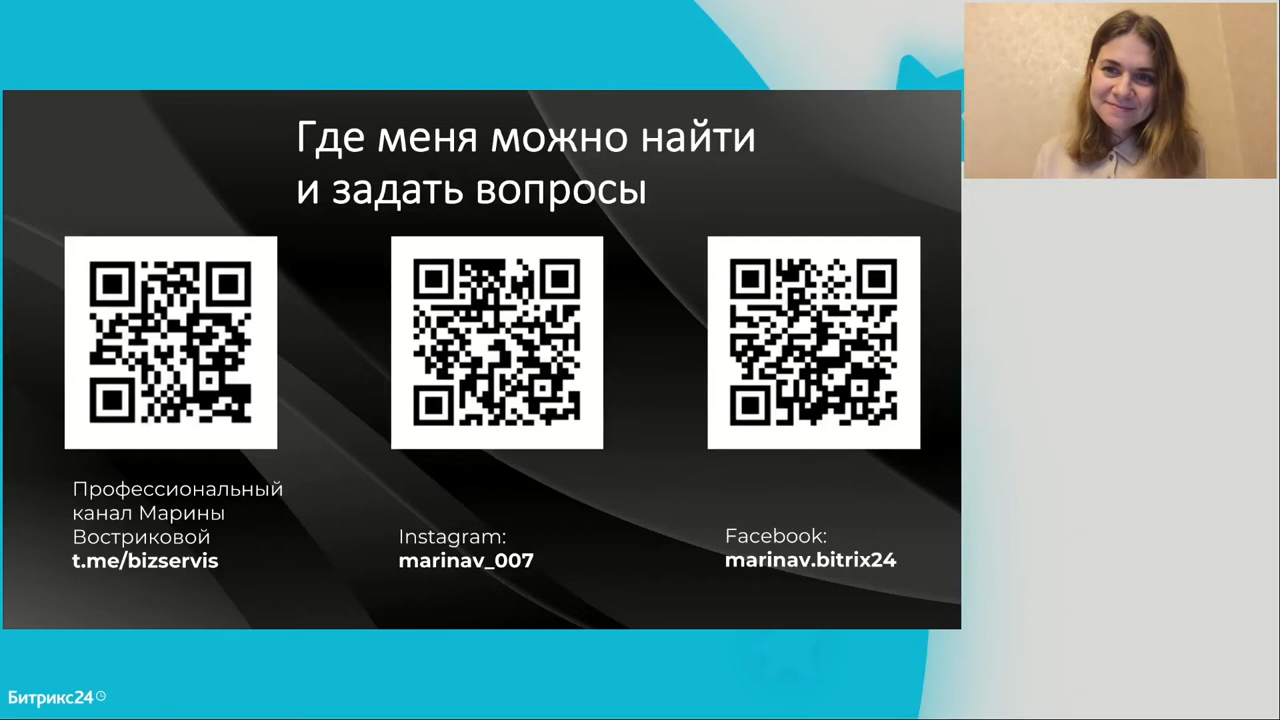 Где меня можно найти
и задать вопросы
Профессиональный
канал Марины
Востриковой
t.me/bizservis
Instagram:
marinav_007
Facebook:
marinav.bitrix24
Битрикс24